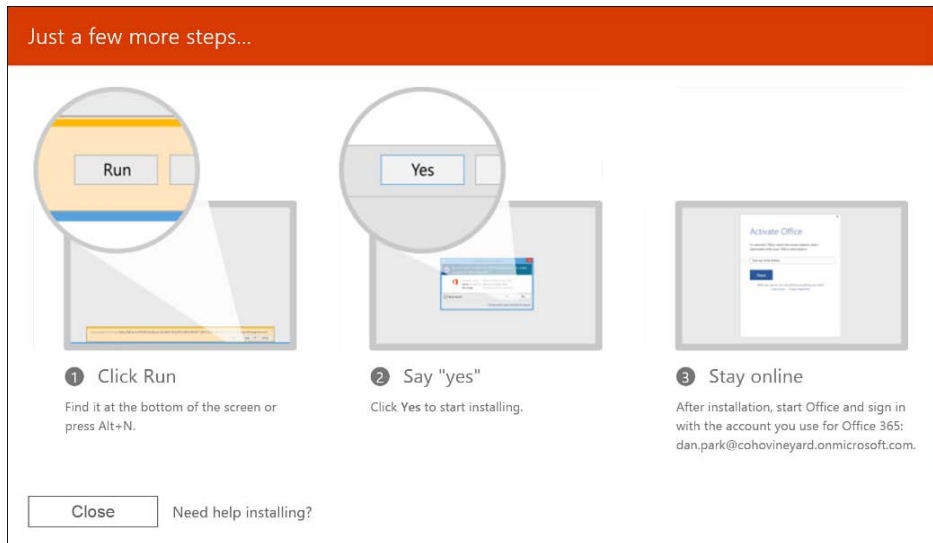 Just a few more steps...
Run
Yes
Activate Office
1 Click Run
Find it at the bottom of the screen or
press Alt+N.
2 Say "yes"
Click Yes to start installing.
3 Stay online
After installation, start Office and sign in
with the account you use for Office 365:
dan.park@cohovineyard.onmicrosoft.com.
Close
Need help installing?